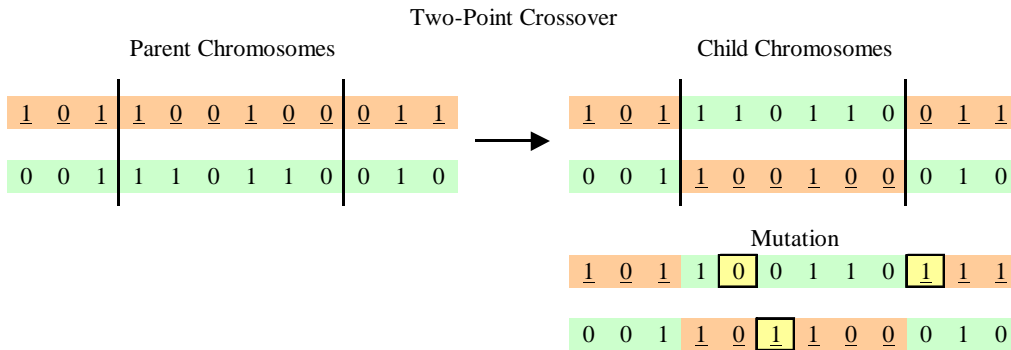 Two-Point Crossover
Parent Chromosomes Child Chromosomes
1 0 1 1 0 0 1 0 0 0 1 1 1 0 1 1 1 0 1 1 0 0 1 1
0 0 1 1 1 0 1 1 0 0 1 0 0 0 1 1 0 0 1 0 0 0 1 0
Mutation
1 0 1 1 0 0 1 1 0 1 1 1
0 0 1 1 0 1 1 0 0 0 1 0